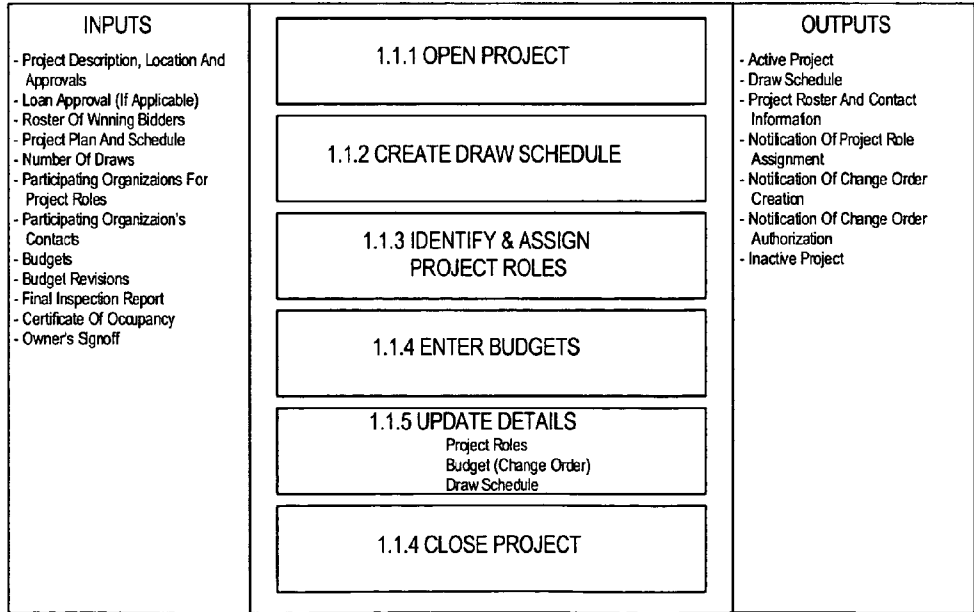 INPUTS
- Project Description, Location And
Approvals
- Loan Approval (If Applicable)
- Roster Of Winning Bidders
- Project Plan And Schedule
- Number Of Draws
- Participating Organizaions For
Project Roles
- Participating Organizaion's
Contacts
- Budgets
- Budget Revisions
- Final Inspection Report
- Certificate Of Occupancy
- Owner's Signoff
1.1.1 OPEN PROJECT
1.1.2 CREATE DRAW SCHEDULE
1.1.3 IDENTIFY & ASSIGN
PROJECT ROLES
1.1.4 ENTER BUDGETS
1.1.5 UPDATE DETAILS
Project Roles
Budget (Change Order)
Draw Schedule
1.1.4 CLOSE PROJECT
OUTPUTS
- Active Project
- Draw Schedule
- Project Roster And Contact
Information
- Notification Of Project Role
Assignment
- Notification Of Change Order
Creation
- Notification Of Change Order
Authorization
- Inactive Project